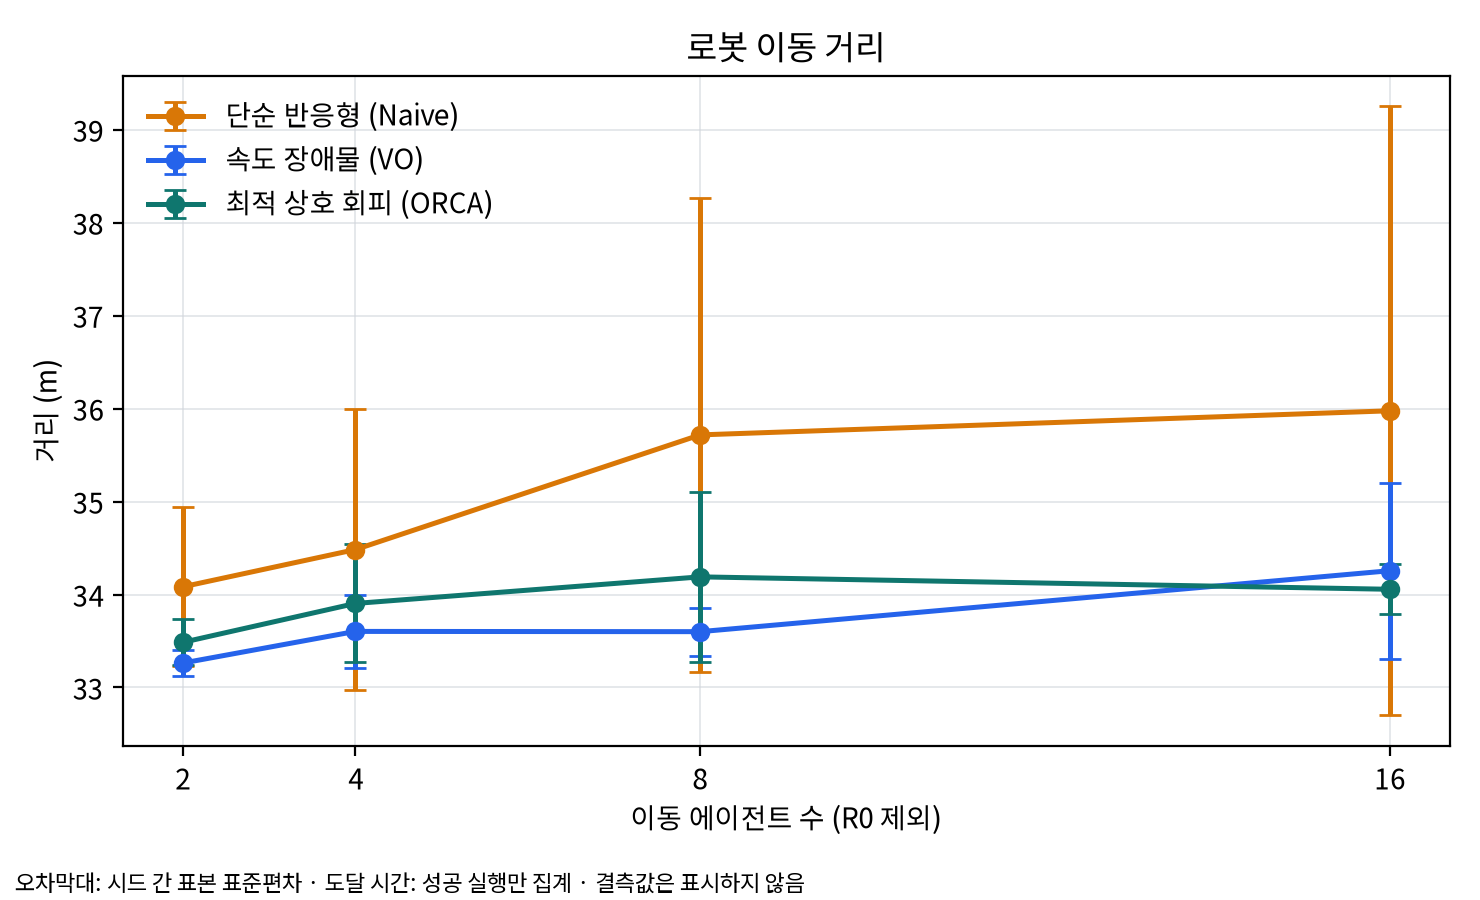 로봇 이동 거리
단순 반응형 (Naive)
속도 장애물 (VO)
최적 상호 회피 (ORCA)
거리 (m)
39
38
37
36
35
34
33
2
4
8
16
이동 에이전트 수 (R0 제외)
오차막대: 시드 간 표본 표준편차 · 도달 시간: 성공 실행만 집계 · 결측값은 표시하지 않음